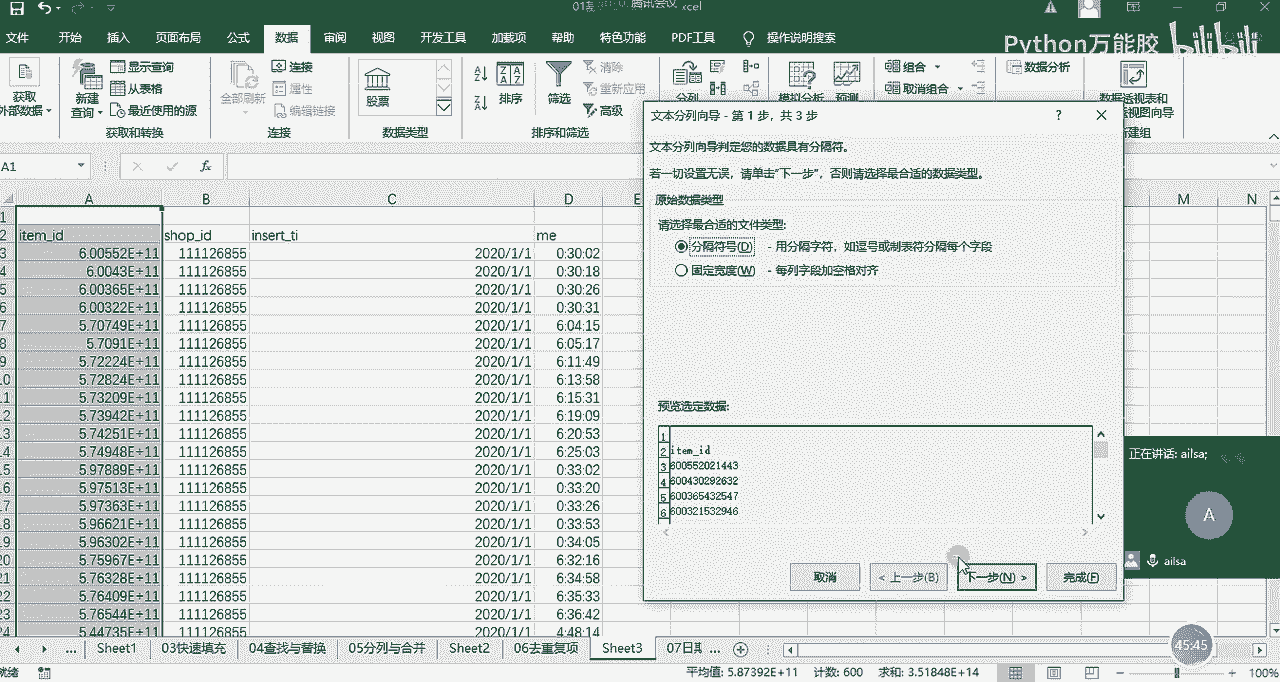 腾讯会议
文件 开始 插入 页面布局 公式 数据 审阅 视图 开发工具 加载项 帮助 特色功能 PDF工具 操作说明搜索
Python万能胶 bilibili
获取
外部数据
新建
查询
显示查询
从表格
最近使用的源
获取和转换
全部刷新
连接
属性
编辑链接
连接
股票
数据类型
排序
筛选
清除
重新应用
高级
排序和筛选
分列
模拟分析 预测
组合
取消组合
数据分析
数据透视表和
A1 fx
A B C D E M N
1
2 item_id shop_id insert_ti me
3 6.00552E+11 111126855 2020/1/1 0:30:02
4 6.0043E+11 111126855 2020/1/1 0:30:18
5 6.00365E+11 111126855 2020/1/1 0:30:26
6 6.00322E+11 111126855 2020/1/1 0:30:31
7 5.70749E+11 111126855 2020/1/1 6:04:15
8 5.7091E+11 111126855 2020/1/1 6:05:17
9 5.72224E+11 111126855 2020/1/1 6:11:49
0 5.72824E+11 111126855 2020/1/1 6:13:58
11 5.73209E+11 111126855 2020/1/1 6:15:31
12 5.73942E+11 111126855 2020/1/1 6:19:09
13 5.74251E+11 111126855 2020/1/1 6:20:53
14 5.74948E+11 111126855 2020/1/1 6:25:03
15 5.97889E+11 111126855 2020/1/1 0:33:02
16 5.97513E+11 111126855 2020/1/1 0:33:20
17 5.97363E+11 111126855 2020/1/1 0:33:26
18 5.96621E+11 111126855 2020/1/1 0:33:53
19 5.96302E+11 111126855 2020/1/1 0:34:05
20 5.75967E+11 111126855 2020/1/1 6:32:16
21 5.76328E+11 111126855 2020/1/1 6:34:58
22 5.76409E+11 111126855 2020/1/1 6:35:33
23 5.76544E+11 111126855 2020/1/1 6:36:42
24 5.44735E+11 111126855 2020/1/1 4:48:14
文本分列向导 - 第 1 步，共 3 步 ?
文本分列向导判定您的数据具有分隔符。
若一切设置无误，请单击“下一步”，否则请选择最合适的数据类型。
原始数据类型
请选择最合适的文件类型:
分隔符号(D) - 用分隔字符，如逗号或制表符分隔每个字段
固定宽度(W) - 每列字段加空格对齐
预览选定数据:
1
2 item_id
3 600552021443
4 600430292632
5 600365432547
6 600321532946
取消 < 上一步(B) 下一步(N) > 完成(F)
正在讲话: ailsa;
A
ailsa
... Sheet1 03快速填充 04查找与替换 05分列与合并 Sheet2 06去重复项 Sheet3 07日期 ...
45:45
就绪 平均值: 5.87392E+11 计数: 600 求和: 3.51848E+14 100%